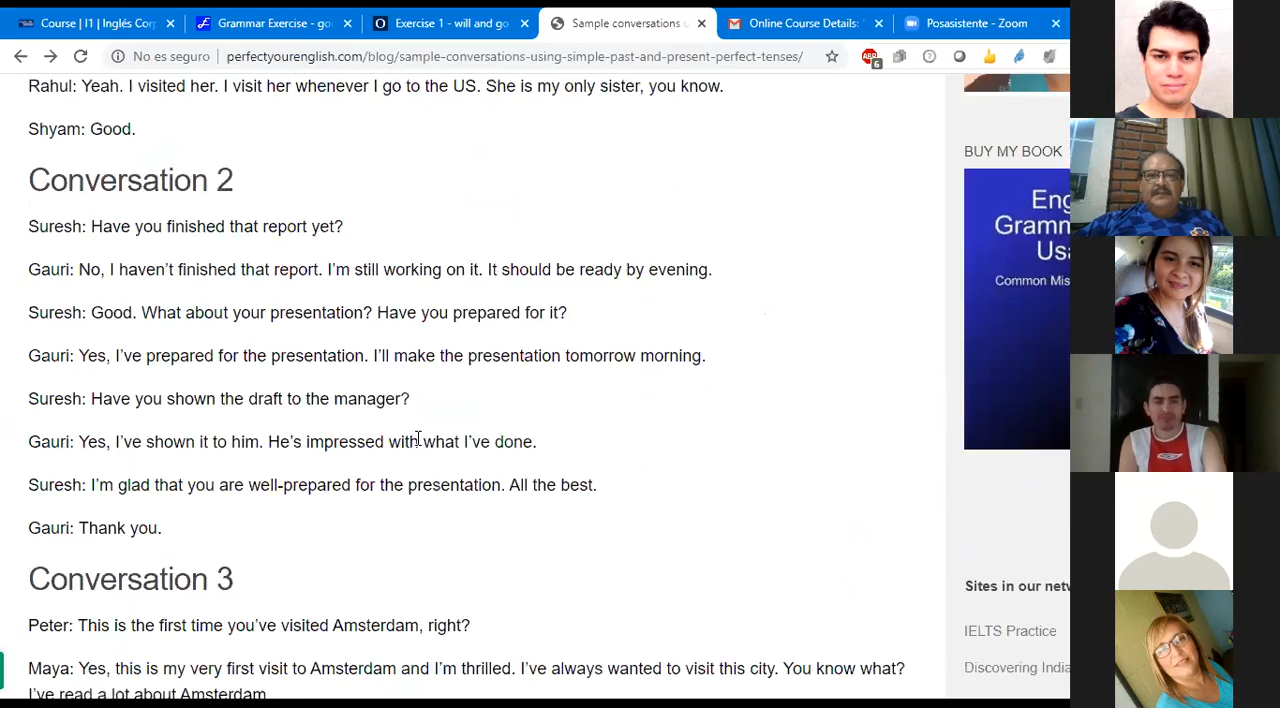 Course | I1 | Inglés Corp
Grammar Exercise - go
Exercise 1 - will and go
Sample conversations u
Online Course Details:
Posasistente - Zoom
No es seguro
perfectyourenglish.com/blog/sample-conversations-using-simple-past-and-present-perfect-tenses/
6
Rahul: Yeah. I visited her. I visit her whenever I go to the US. She is my only sister, you know.
Shyam: Good.
Conversation 2
Suresh: Have you finished that report yet?
Gauri: No, I haven’t finished that report. I’m still working on it. It should be ready by evening.
Suresh: Good. What about your presentation? Have you prepared for it?
Gauri: Yes, I’ve prepared for the presentation. I’ll make the presentation tomorrow morning.
Suresh: Have you shown the draft to the manager?
Gauri: Yes, I’ve shown it to him. He’s impressed with what I’ve done.
Suresh: I’m glad that you are well-prepared for the presentation. All the best.
Gauri: Thank you.
Conversation 3
Peter: This is the first time you’ve visited Amsterdam, right?
Maya: Yes, this is my very first visit to Amsterdam and I’m thrilled. I’ve always wanted to visit this city. You know what?
I’ve read a lot about Amsterdam
BUY MY BOOK
Eng
Gramm
Usa
Common Mis
Sites in our netw
IELTS Practice
Discovering India